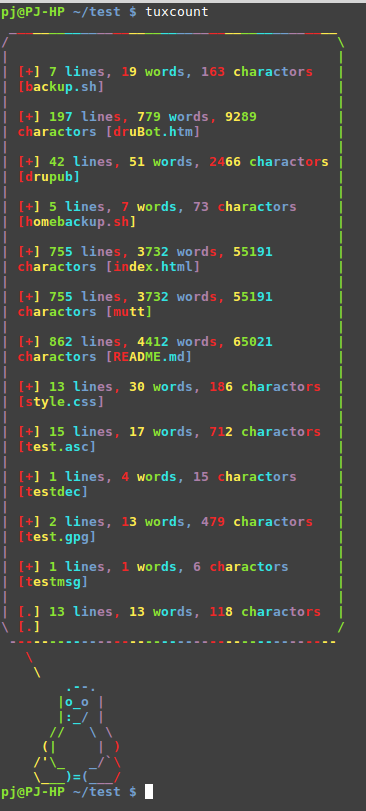 pj@PJ-HP ~/test $ tuxcount
[+] 7 lines, 19 words, 163 charactors
[backup.sh]
[+] 197 lines, 779 words, 9289
charactors [druBot.htm]
[+] 42 lines, 51 words, 2466 charactors
[drupub]
[+] 5 lines, 7 words, 73 charactors
[homebackup.sh]
[+] 755 lines, 3732 words, 55191
charactors [index.html]
[+] 755 lines, 3732 words, 55191
charactors [mutt]
[+] 862 lines, 4412 words, 65021
charactors [README.md]
[+] 13 lines, 30 words, 186 charactors
[style.css]
[+] 15 lines, 17 words, 712 charactors
[test.asc]
[+] 1 lines, 4 words, 15 charactors
[testdec]
[+] 2 lines, 13 words, 479 charactors
[test.gpg]
[+] 1 lines, 1 words, 6 charactors
[testmsg]
[.] 13 lines, 13 words, 118 charactors
[.]
pj@PJ-HP ~/test $